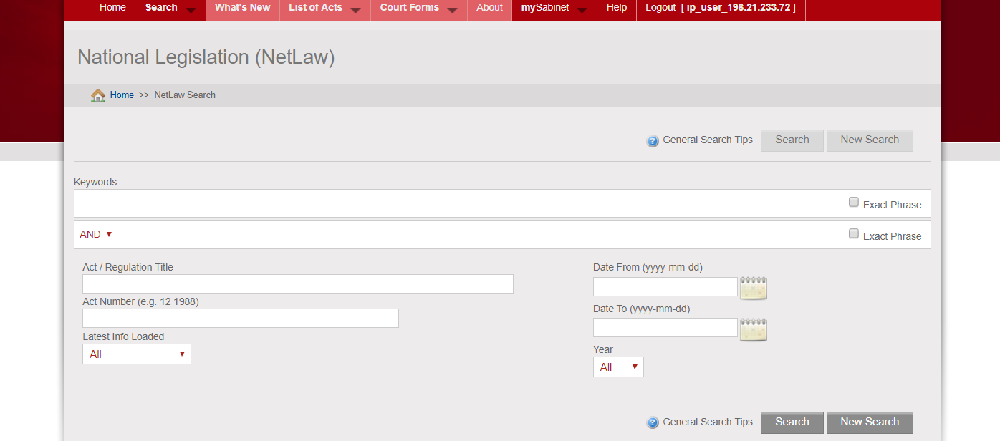 Home Search What's New List of Acts Court Forms About mySabinet Help Logout [ ip_user_196.21.233.72 ]
National Legislation (NetLaw)
Home >> NetLaw Search
General Search Tips Search New Search
Keywords
Exact Phrase
AND Exact Phrase
Act / Regulation Title Date From (yyyy-mm-dd)
Act Number (e.g. 12 1988) Date To (yyyy-mm-dd)
Latest Info Loaded Year
All All
General Search Tips Search New Search